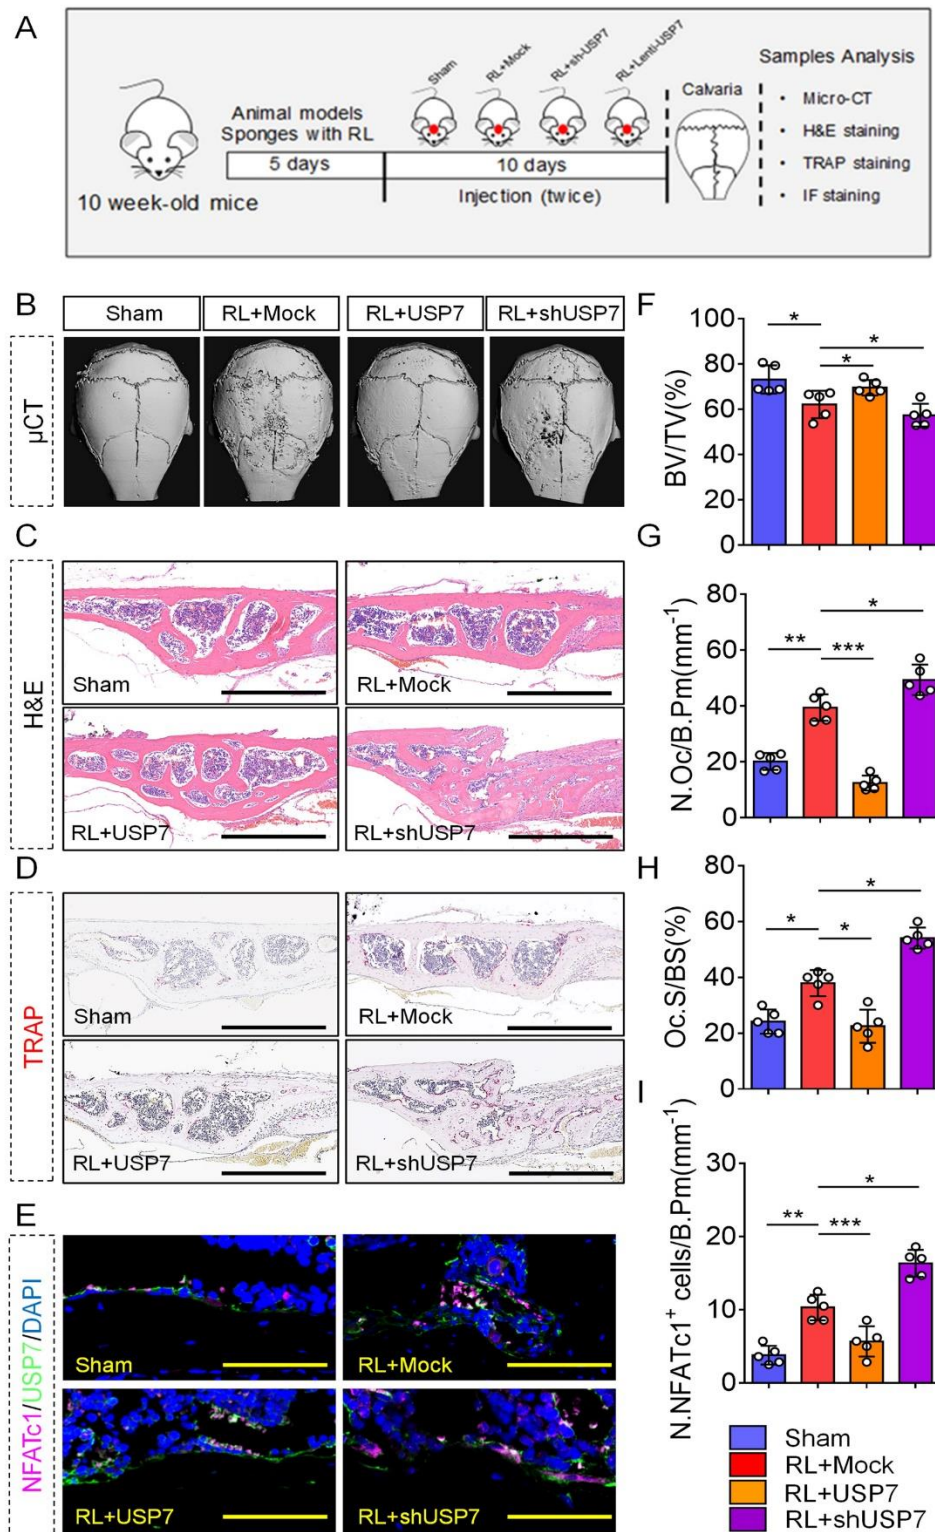 A
Sham
RL+Mock
RL+sh-USP7
RL+Lenti-USP7
Samples Analysis
Animal models
Sponges with RL
Calvaria
• Micro-CT
• H&E staining
• TRAP staining
• IF staining
5 days
10 days
10 week-old mice
Injection (twice)
B
Sham
RL+Mock
RL+USP7
RL+shUSP7
µCT
C
H&E
Sham
RL+Mock
RL+USP7
RL+shUSP7
D
TRAP
Sham
RL+Mock
RL+USP7
RL+shUSP7
E
NFATc1/USP7/DAPI
Sham
RL+Mock
RL+USP7
RL+shUSP7
F
BV/TV(%)
100
80
60
40
20
0
*
*
*
G
N.Oc/B.Pm(mm-1)
80
60
40
20
0
**
***
*
H
Oc.S/BS(%)
80
60
40
20
0
*
*
*
I
N.NFATc1+ cells/B.Pm(mm-1)
30
20
10
0
**
***
*
Sham
RL+Mock
RL+USP7
RL+shUSP7